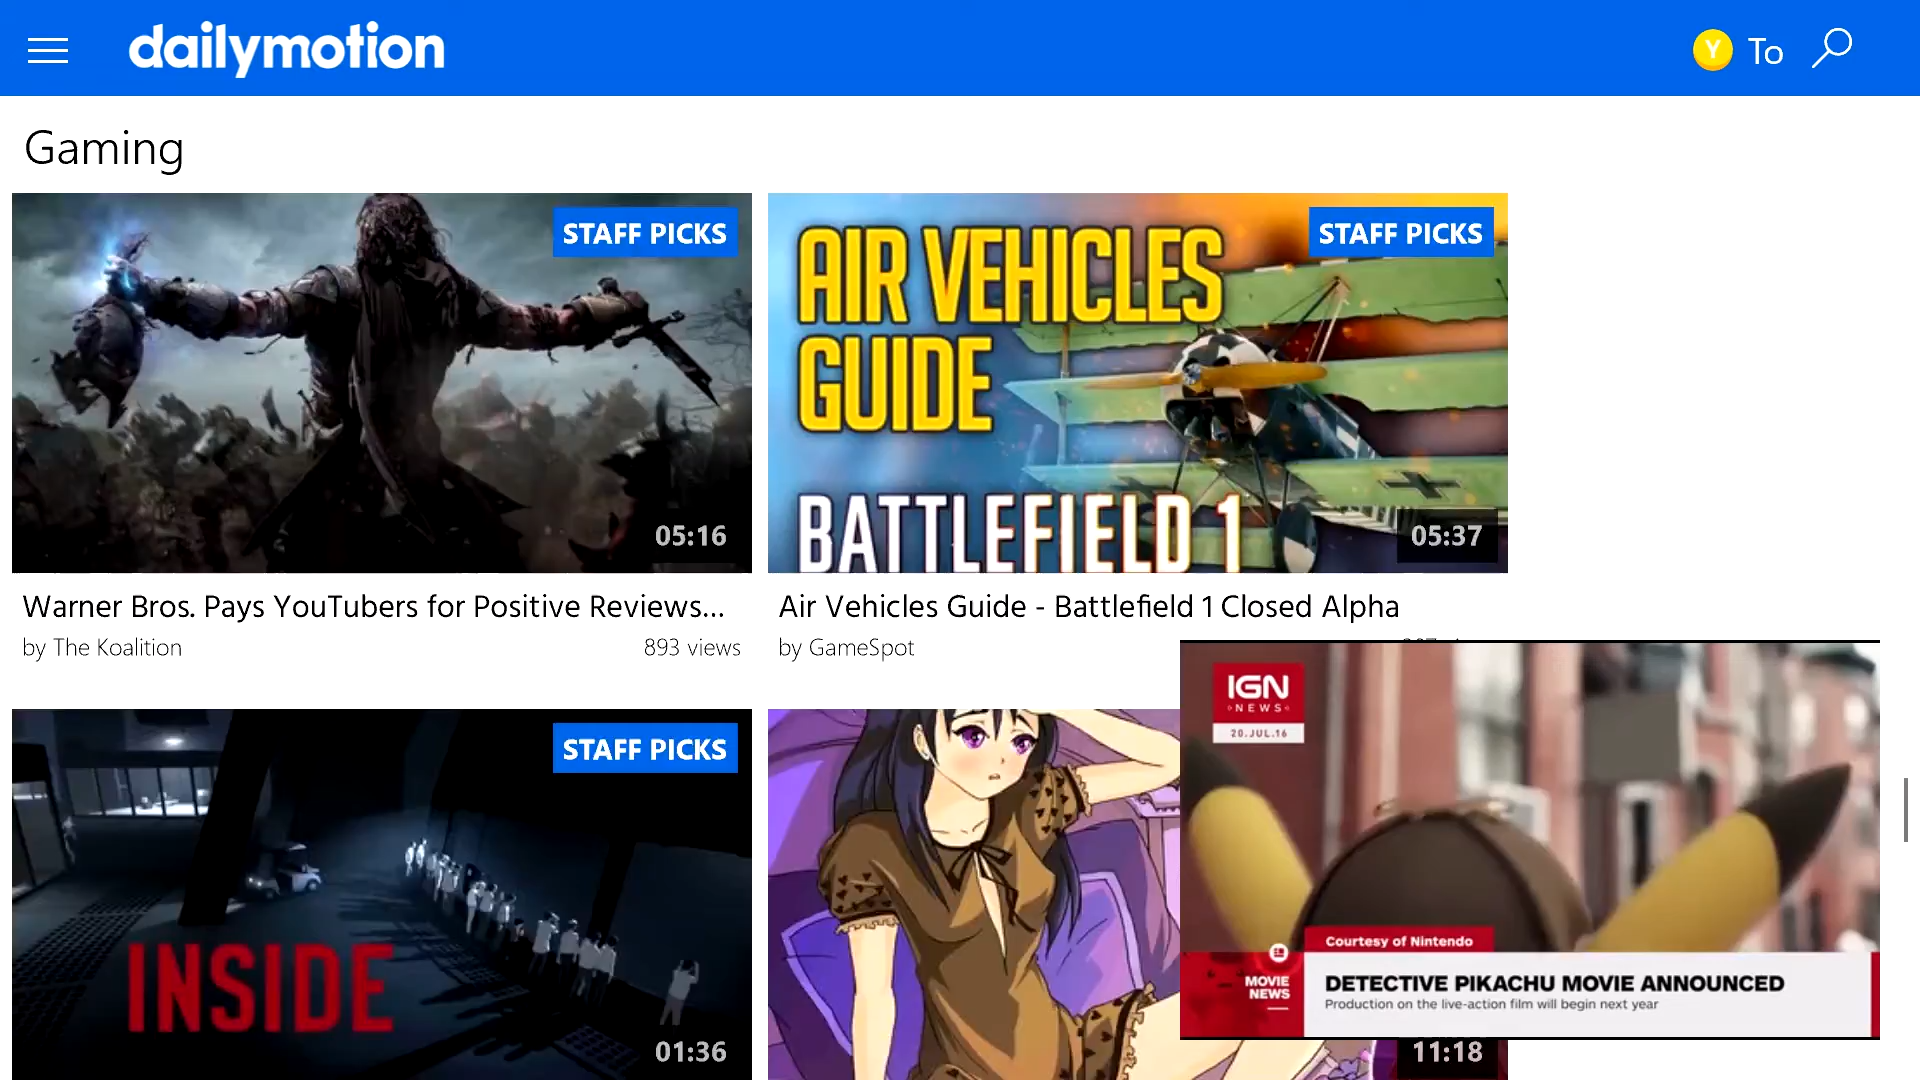 dailymotion
Y To
Gaming
STAFF PICKS
05:16
Warner Bros. Pays YouTubers for Positive Reviews...
by The Koalition
893 views
STAFF PICKS
AIR VEHICLES
GUIDE
BATTLEFIELD 1
05:37
Air Vehicles Guide - Battlefield 1 Closed Alpha
by GameSpot
STAFF PICKS
INSIDE
01:36
11:18
IGN
NEWS
20.JUL.16
Courtesy of Nintendo
MOVIE
NEWS
DETECTIVE PIKACHU MOVIE ANNOUNCED
Production on the live-action film will begin next year